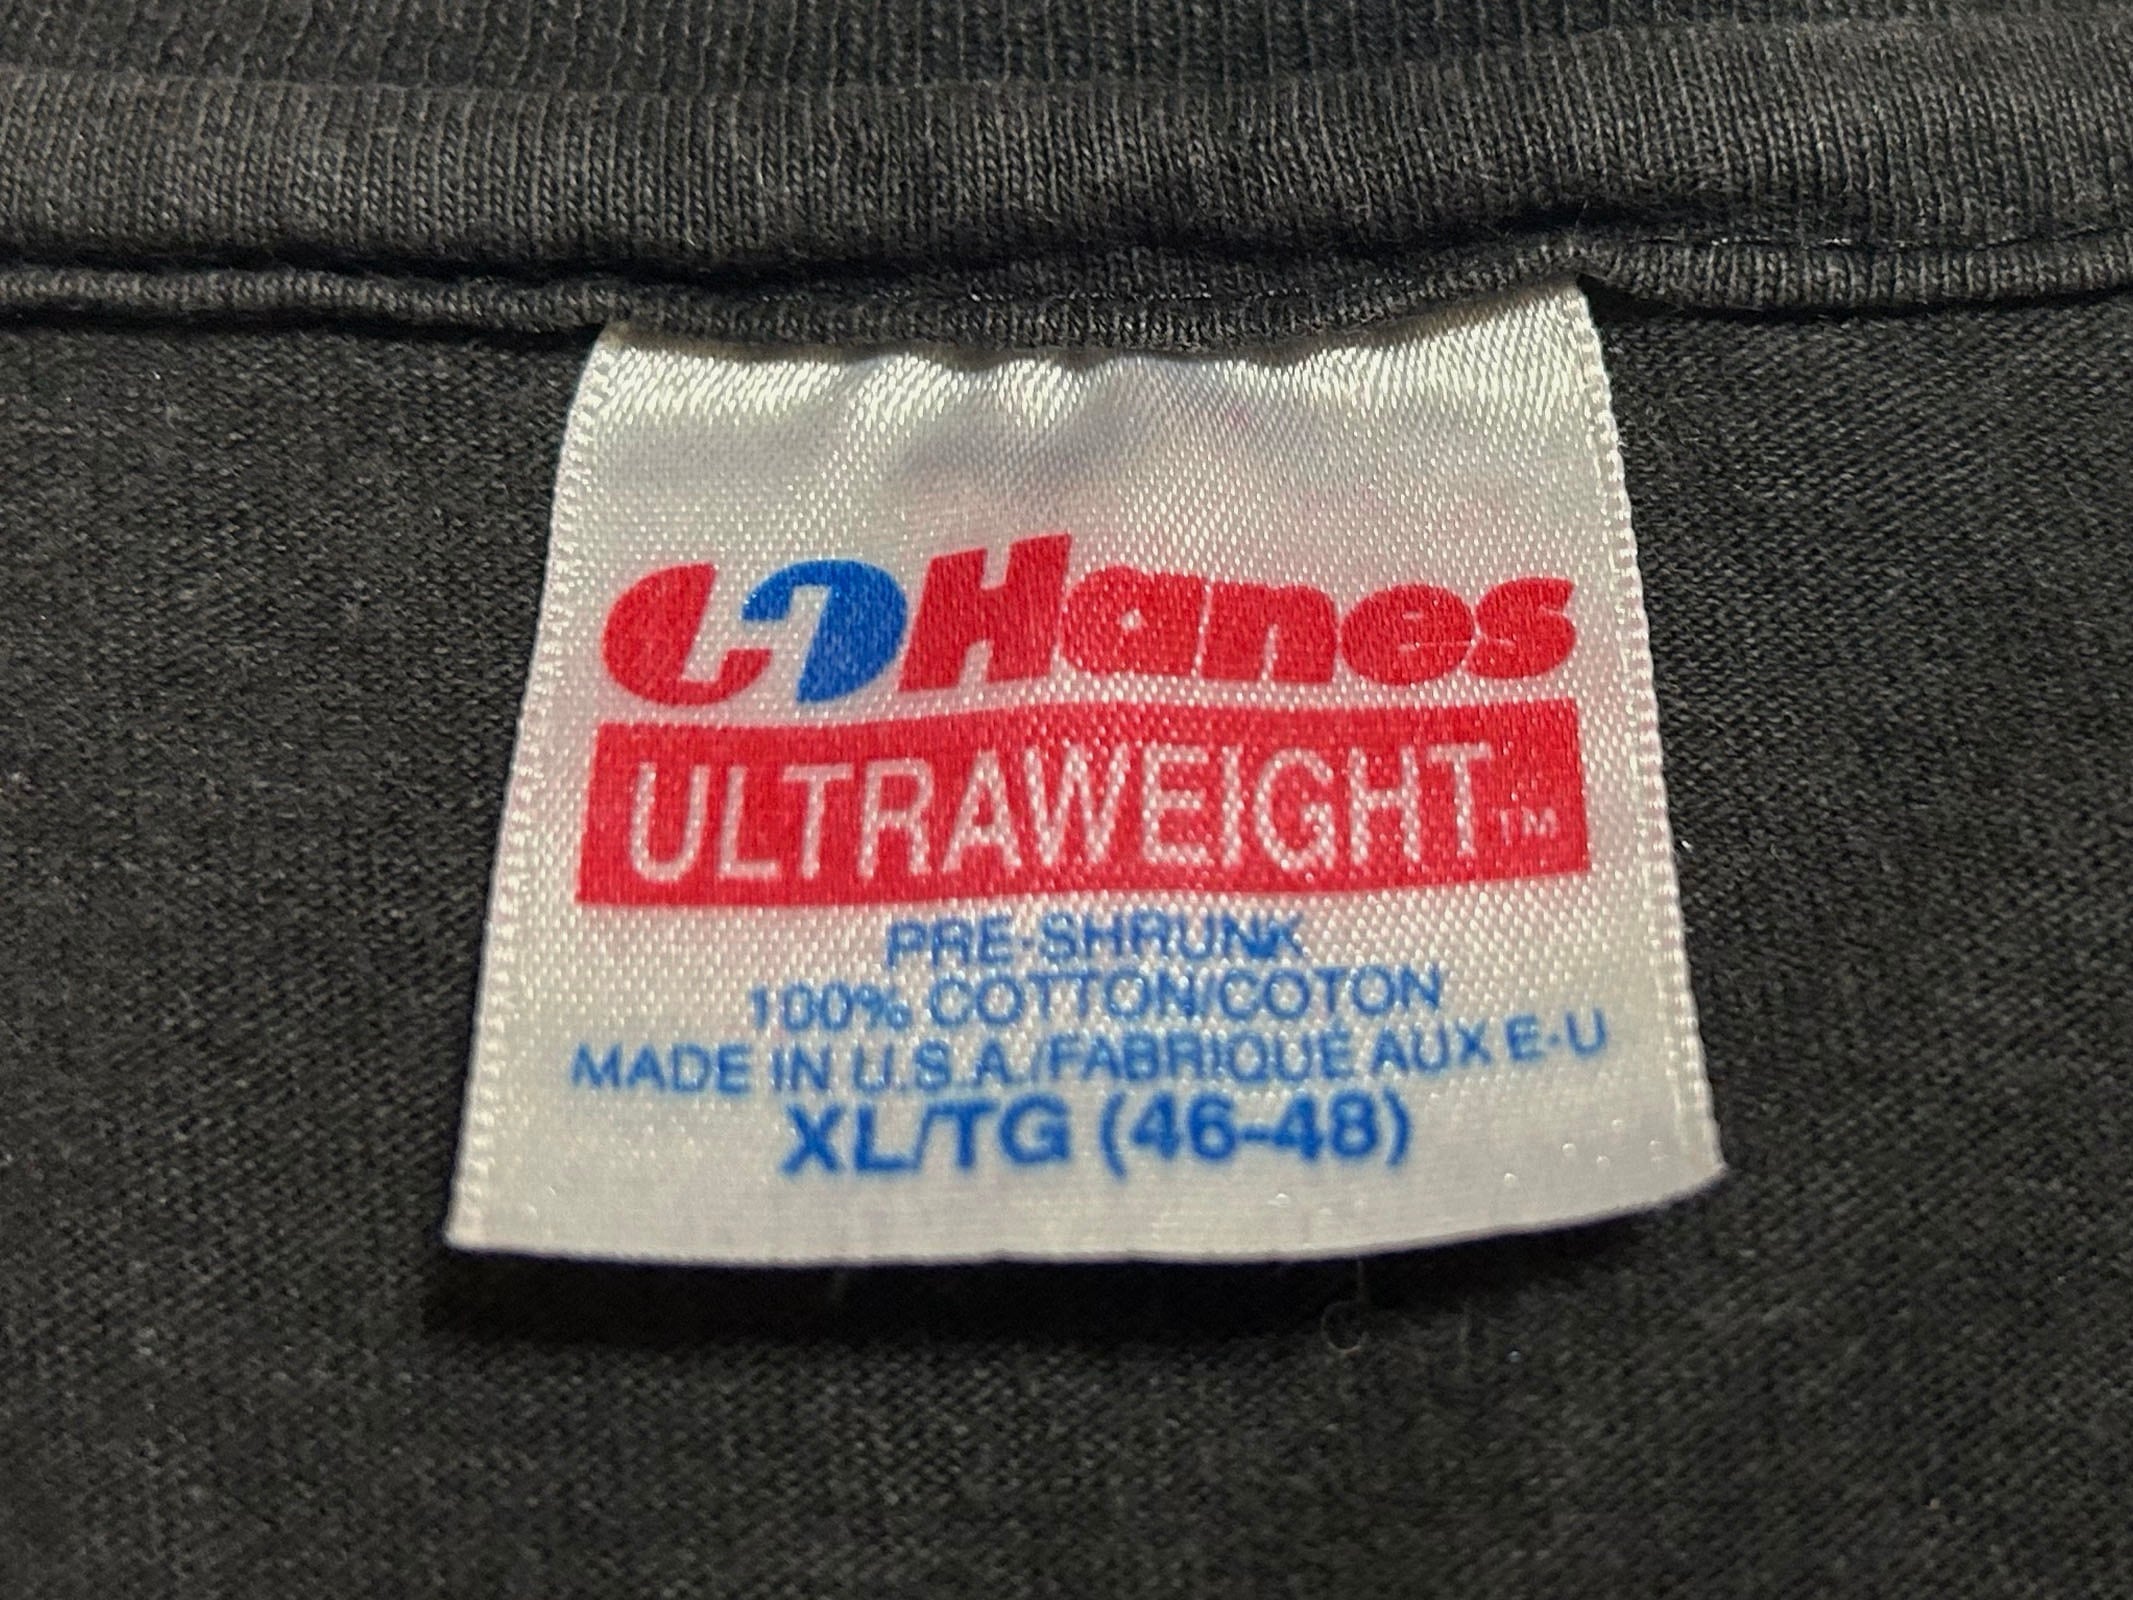 Hanes
ULTRAWEIGHT™
PRE-SHRUNK
100% COTTON/COTON
MADE IN U.S.A./FABRIQUÉ AUX E-U
XL/TG (46-48)